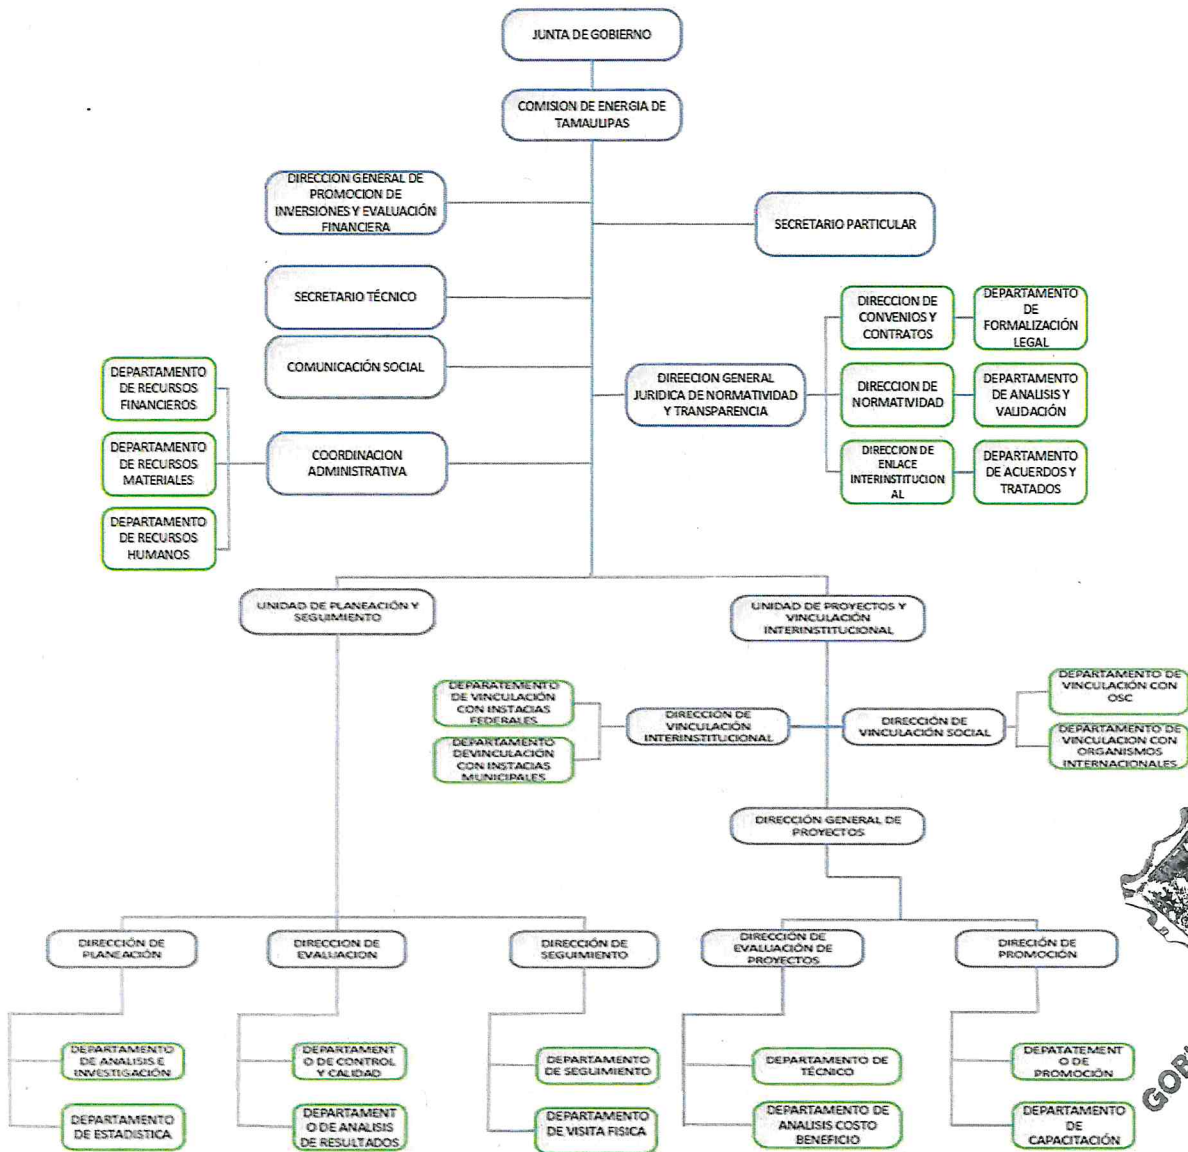 JUNTA DE GOBIERNO
COMISION DE ENERGIA DE
TAMAULIPAS
DIRECCION GENERAL DE
PROMOCION DE
INVERSIONES Y EVALUACIÓN
FINANCIERA
SECRETARIO PARTICULAR
SECRETARIO TÉCNICO
COMUNICACIÓN SOCIAL
DIREECION GENERAL
JURIDICA DE NORMATIVIDAD
Y TRANSPARENCIA
DIRECCION DE
CONVENIOS Y
CONTRATOS
DEPARTAMENTO
DE
FORMALIZACIÓN
LEGAL
DIRECCION DE
NORMATIVIDAD
DEPARTAMENTO
DE ANALISIS Y
VALIDACIÓN
DIRECCION DE
ENLACE
INTERINSTITUCION
AL
DEPARTAMENTO
DE ACUERDOS Y
TRATADOS
DEPARTAMENTO
DE RECURSOS
FINANCIEROS
DEPARTAMENTO
DE RECURSOS
MATERIALES
DEPARTAMENTO
DE RECURSOS
HUMANOS
COORDINACION
ADMINISTRATIVA
UNIDAD DE PLANEACIÓN Y
SEGUIMIENTO
UNIDAD DE PROYECTOS Y
VINCULACIÓN
INTERINSTITUCIONAL
DEPARATEMENTO
DE VINCULACIÓN
CON INSTACIAS
FEDERALES
DEPARTAMENTO
DEVINCULACIÓN
CON INSTACIAS
MUNICIPALES
DIRECCIÓN DE
VINCULACIÓN
INTERINSTITUCIONAL
DIRECCIÓN DE
VINCULACIÓN SOCIAL
DEPARTAMENTO DE
VINCULACIÓN CON
OSC
DEPARTAMENTO DE
VINCULACION CON
ORGANISMOS
INTERNACIONALES
DIRECCIÓN GENERAL DE
PROYECTOS
DIRECCIÓN DE
PLANEACIÓN
DIRECCION DE
EVALUACION
DIRECCIÓN DE
SEGUIMIENTO
DIRECCIÓN DE
EVALUACIÓN DE
PROYECTOS
DIRECIÓN DE
PROMOCIÓN
DEPARTAMENTO
DE ANALISIS E
INVESTIGACIÓN
DEPARTAMENTO
DE ESTADISTICA
DEPARTAMENT
O DE CONTROL
Y CALIDAD
DEPARTAMENT
O DE ANALISIS
DE RESULTADOS
DEPARTAMENTO
DE SEGUIMIENTO
DEPARTAMENTO
DE VISITA FISICA
DEPARTAMENTO DE
TÉCNICO
DEPARTAMENTO DE
ANALISIS COSTO
BENEFICIO
DEPATATEMENT
O DE
PROMOCIÓN
DEPARTAMENTO
DE
CAPACITACIÓN